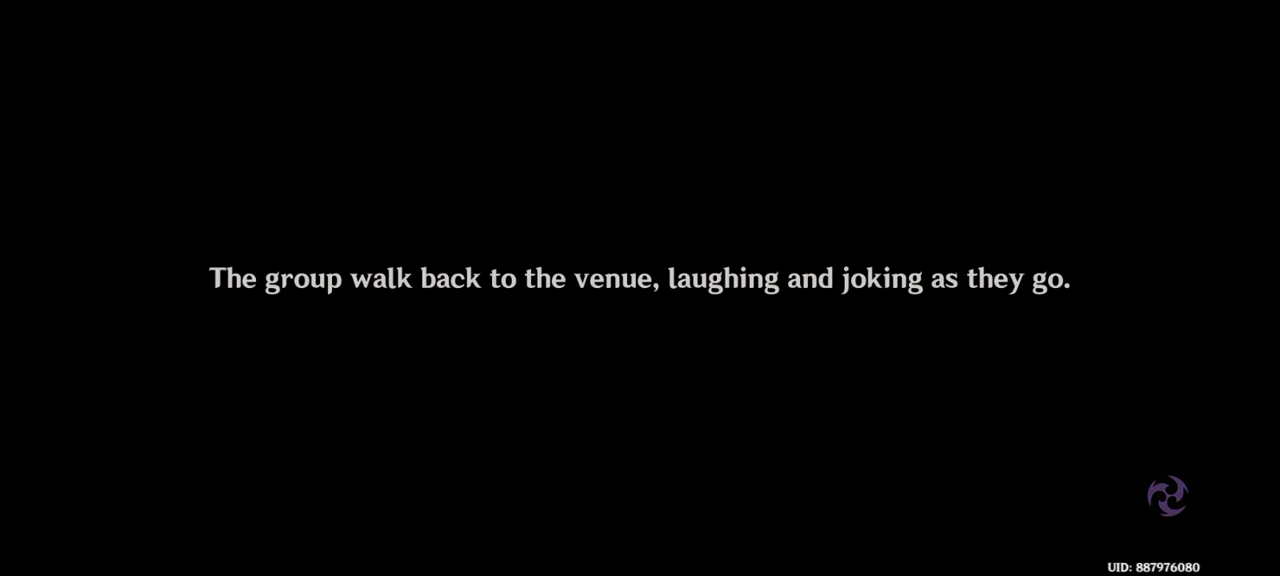 The group walk back to the venue, laughing and joking as they go.
UID: 887976080